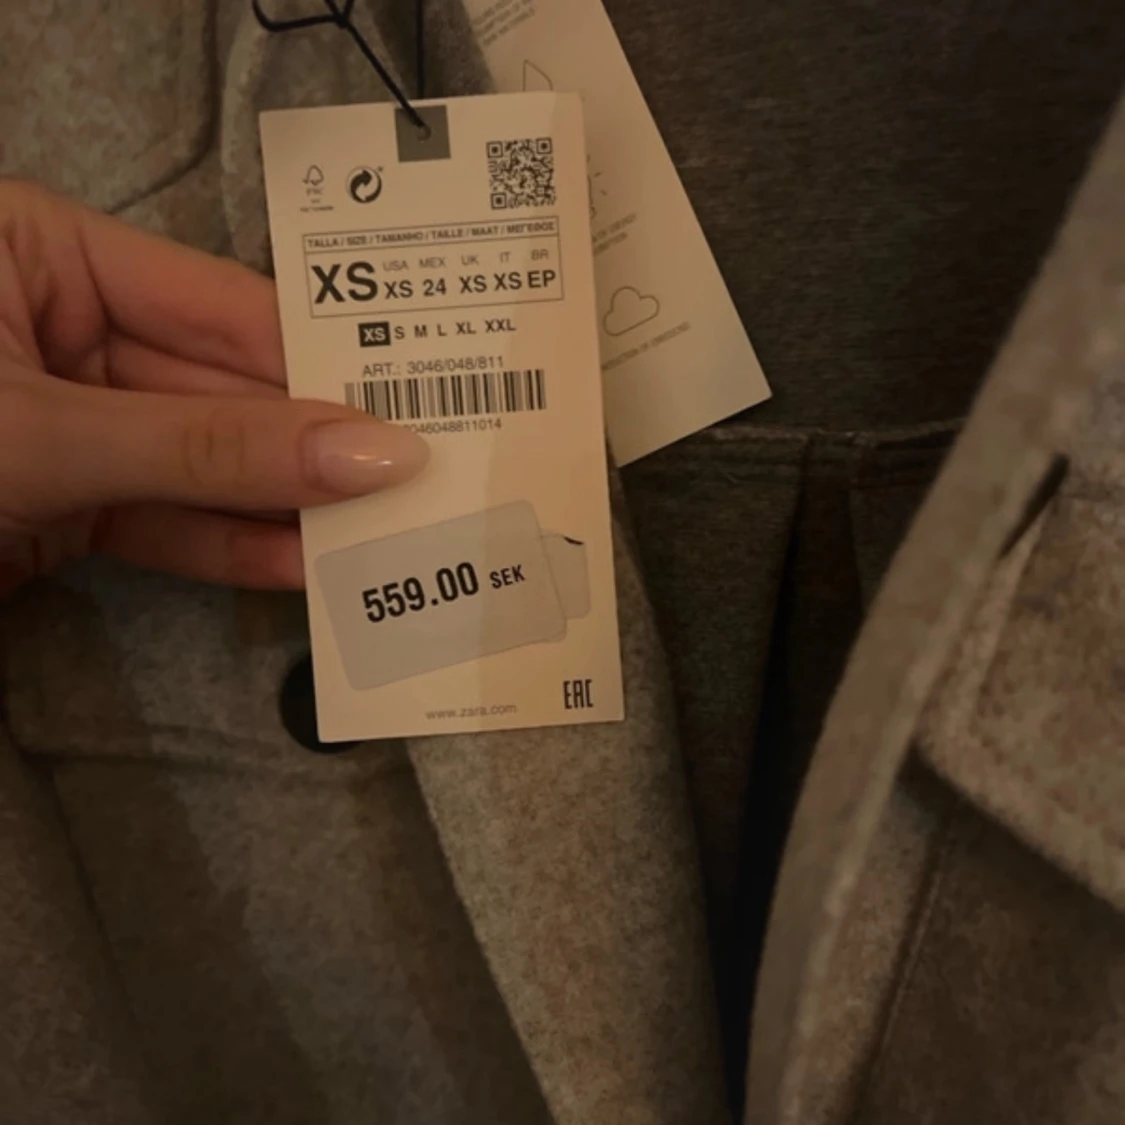 TALLA / SIZE / TAMANHO / TAILLE / MAAT / ΜΕΓΕΘΟΣ
USA MEX UK IT BR
XS XS 24 XS XS EP
XS S M L XL XXL
ART.: 3046/048/811
046048811014
559.00 SEK
EAC
www.zara.com